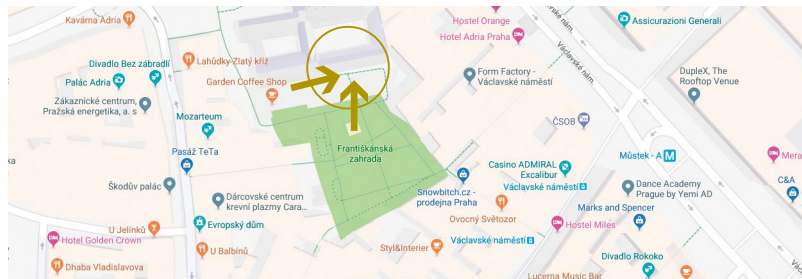 Kavárna Adria
Hostel Orange
Hotel Adria Praha
Václavské nám.
Václavské nám.
Assicurazioni Generali
Divadlo Bez zábradlí
Lahůdky Zlatý kříž
Palác Adria
Garden Coffee Shop
Form Factory -
Václavské náměstí
DupleX, The
Rooftop Venue
Zákaznické centrum,
Pražská energetika, a. s
Mozarteum
ČSOB
Pasáž TeTa
Františkánská
zahrada
Můstek - A
M
Mera
ka
Casino ADMIRAL
Excalibur
Škodův palác
Dárcovské centrum
krevní plazmy Cara...
Snowbitch.cz -
prodejna Praha
Václavské náměstí
Dance Academy
Prague by Yemi AD
C&A
Marks and Spencer
U Jelínků
Evropský dům
Ovocný Světozor
Hostel Miles
Hotel Golden Crown
U Balbínů
Styl&Interier
Václavské náměstí
Divadlo Rokoko
Dhaba Vladislavova
Lucerna Music Bar
Vác